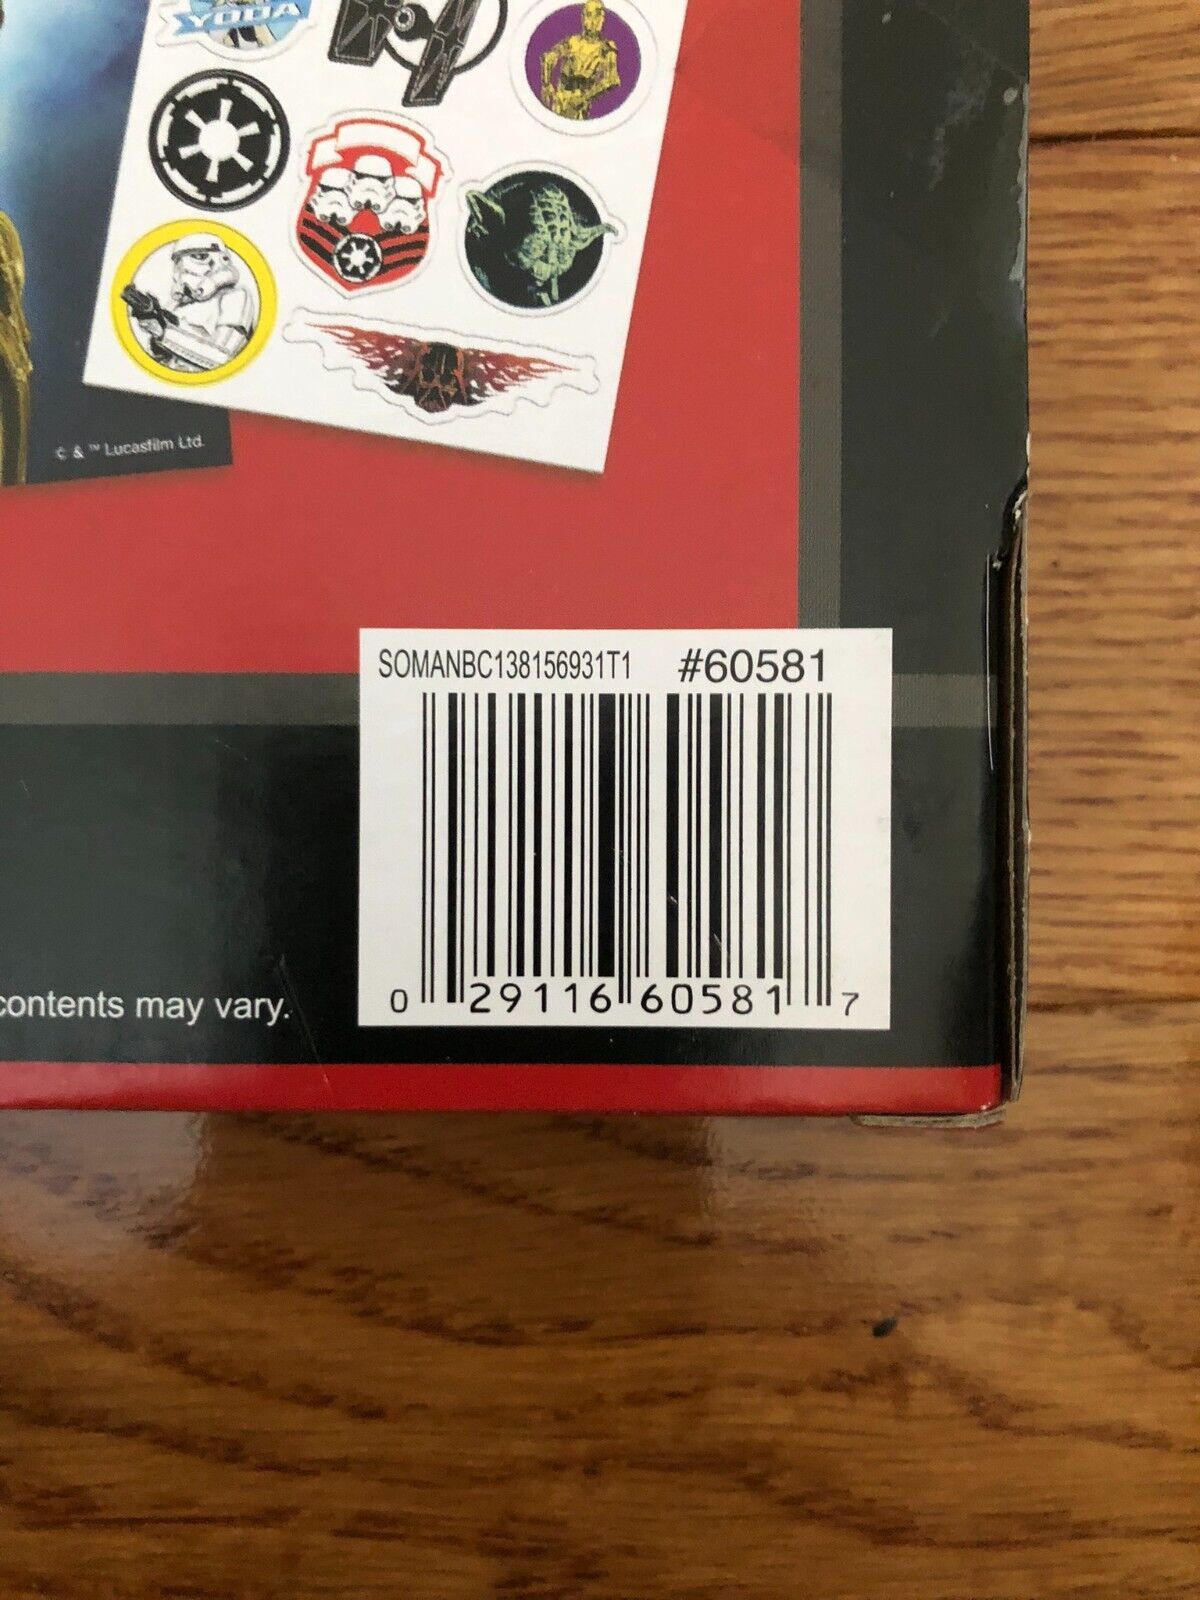 YODA
© & ™ Lucasfilm Ltd.
SOMANBC138156931T1 #60581
contents may vary.
0 29116 60581 7